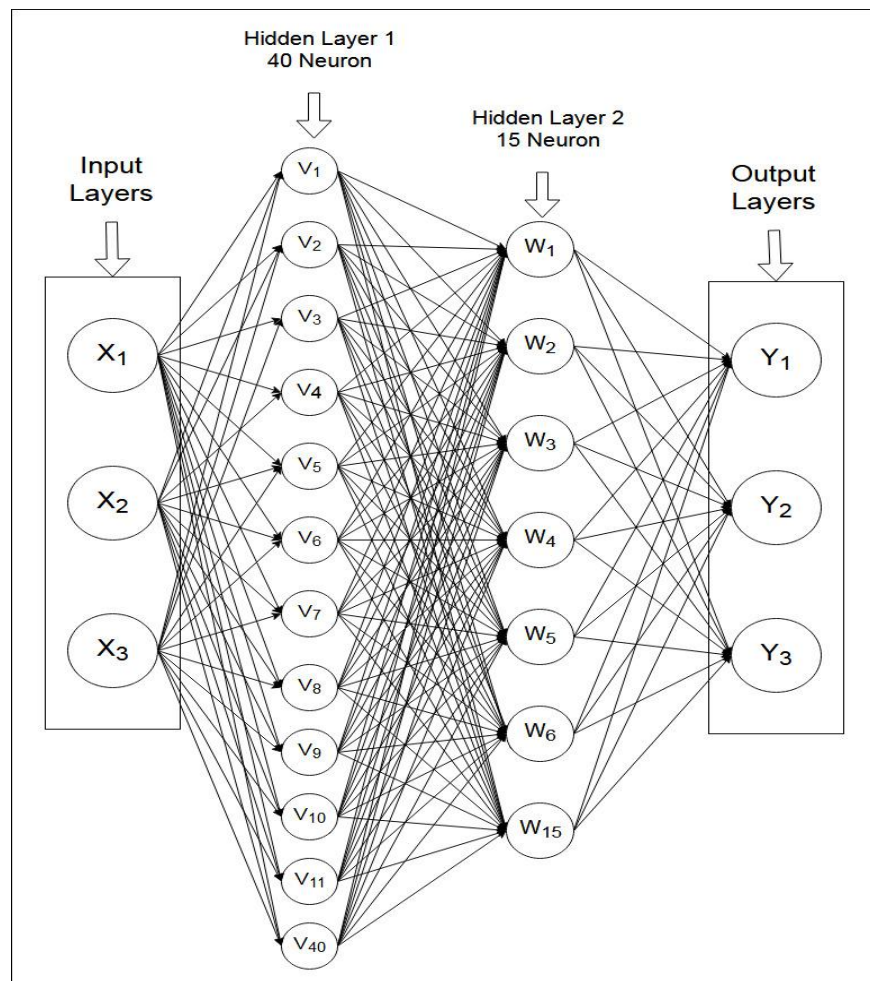 Hidden Layer 1
40 Neuron
Hidden Layer 2
15 Neuron
Input
Layers
Output
Layers
X1
X2
X3
V1
V2
V3
V4
V5
V6
V7
V8
V9
V10
V11
V40
W1
W2
W3
W4
W5
W6
W15
Y1
Y2
Y3